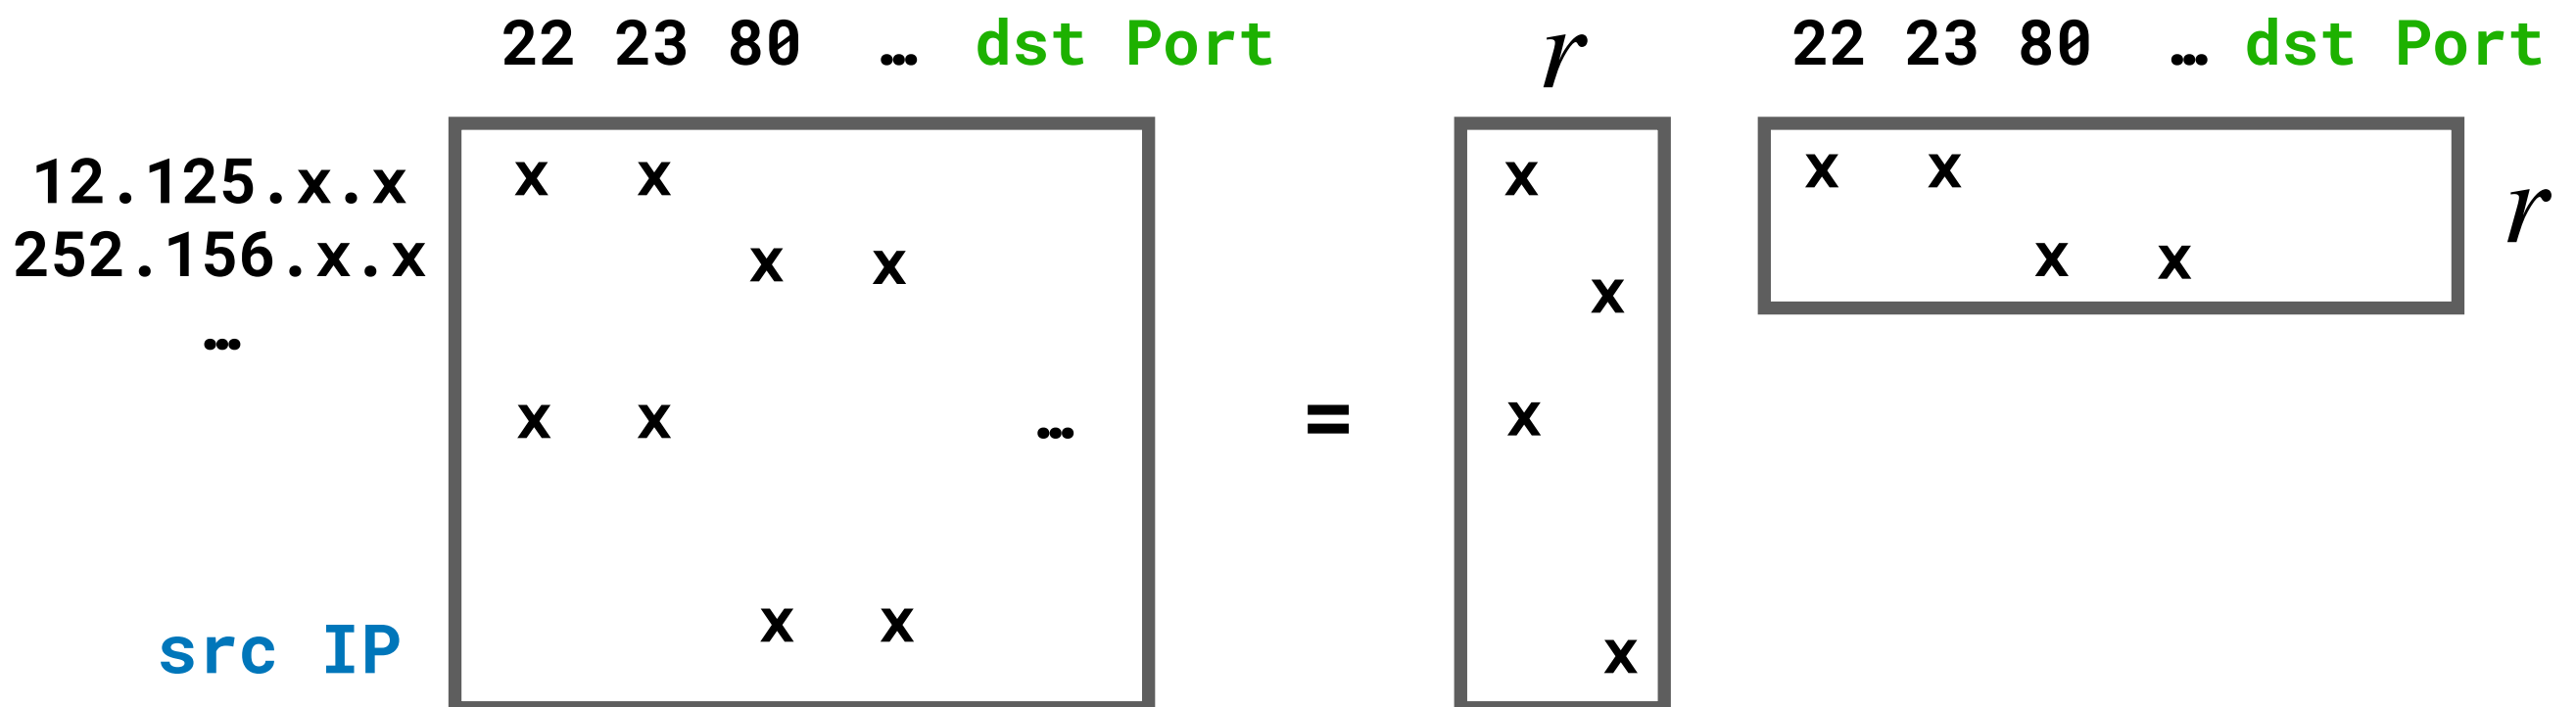 22 23 80 … dst Port r 22 23 80 … dst Port
12.125.x.x x x x x x r
252.156.x.x x x x x x
…
x x … = x
src IP x x x